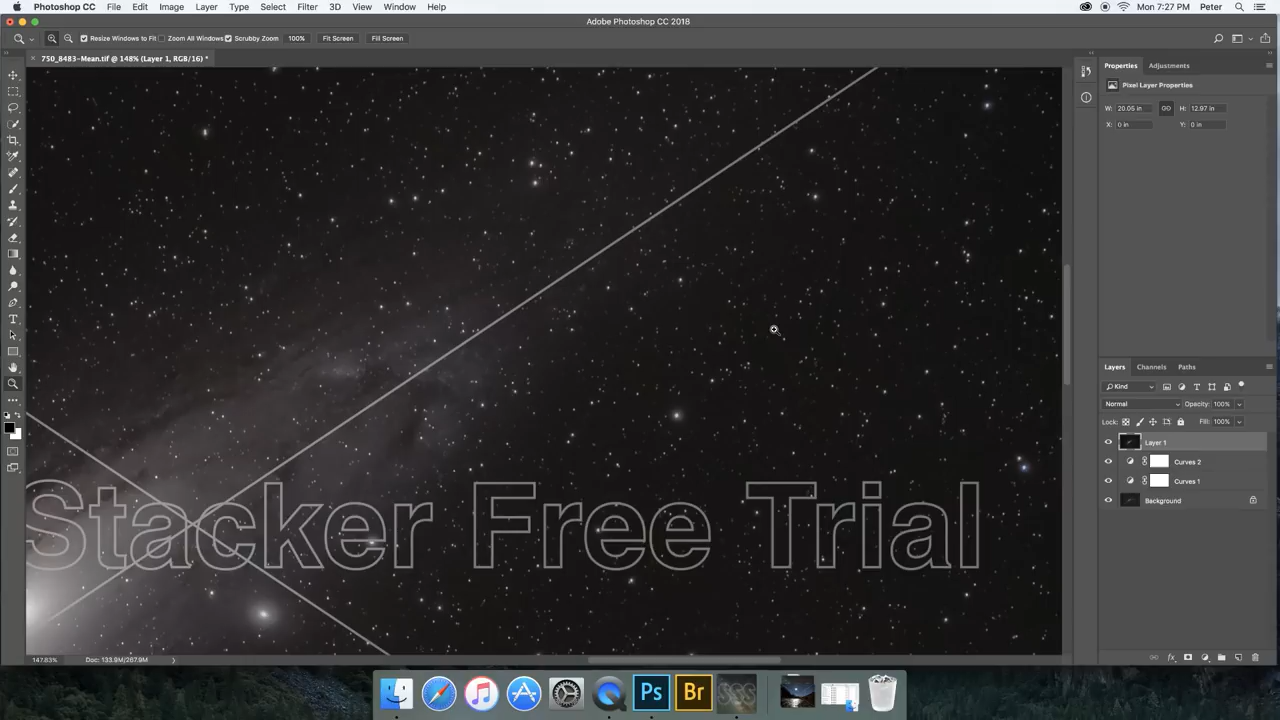 Photoshop CC File Edit Image Layer Type Select Filter 3D View Window Help Mon 7:27 PM Peter
Adobe Photoshop CC 2018
Resize Windows to Fit Zoom All Windows Scrubby Zoom 100% Fit Screen Fill Screen
× 750_8483-Mean.tif @ 148% (Layer 1, RGB/16) *
Properties Adjustments
Pixel Layer Properties
W: 20.05 in H: 12.97 in
X: 0 in Y: 0 in
Stacker Free Trial
Layers Channels Paths
Kind
Normal Opacity: 100%
Lock: Fill: 100%
Layer 1
Curves 2
Curves 1
Background
fx
147.83% Doc: 133.9M/267.9M
Ps Br SGS